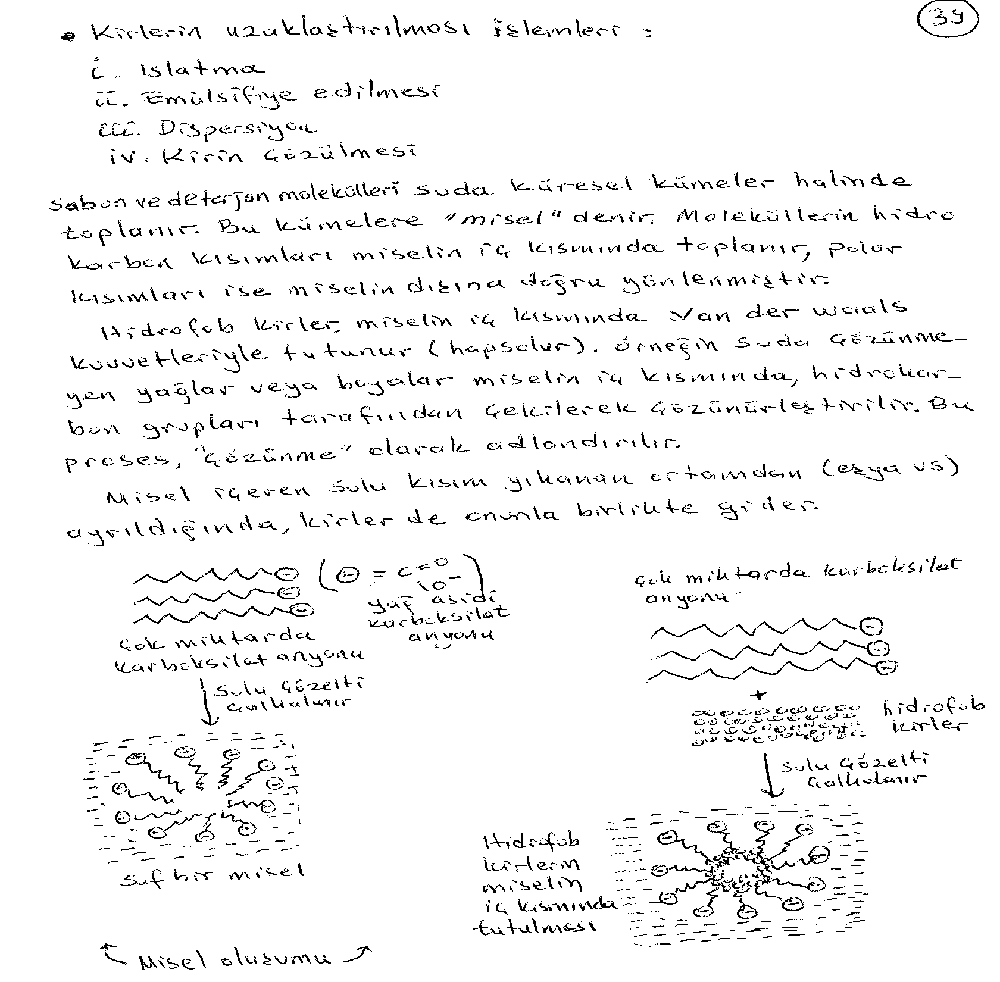 39
• Kirlerin uzaklaştırılması işlemleri :
i. Islatma
ii. Emülsifiye edilmesi
iii. Dispersiyon
iv. Kirin çözülmesi
Sabun ve deterjan molekülleri suda küresel kümeler halinde
toplanır. Bu kümelere "misel" denir. Moleküllerin hidro
karbon kısımları miselin iç kısmında toplanır, polar
kısımları ise miselin dışına doğru yönlenmiştir.
Hidrofob kirler, miselin iç kısmında Van der waals
kuvvetleriyle tutunur (hapsolur). Örneğin suda çözünme-
yen yağlar veya boyalar miselin iç kısmında, hidrokar-
bon grupları tarafından çekilerek çözünürleştirilir. Bu
proses, "çözünme" olarak adlandırılır.
Misel içeren sulu kısım yıkanan ortamdan (eşya vs)
ayrıldığında, kirler de onunla birlikte gider.
(⊖ = C=O
\O⁻)
yağ asidi
karboksilat
anyonu
Çok miktarda
karboksilat anyonu
Sulu çözelti
çalkalanır
Saf bir misel
Çok miktarda karboksilat
anyonu
+
hidrofob
kirler
Sulu çözelti
çalkalanır
Hidrofob
kirlerin
miselin
iç kısmında
tutulması
Misel oluşumu